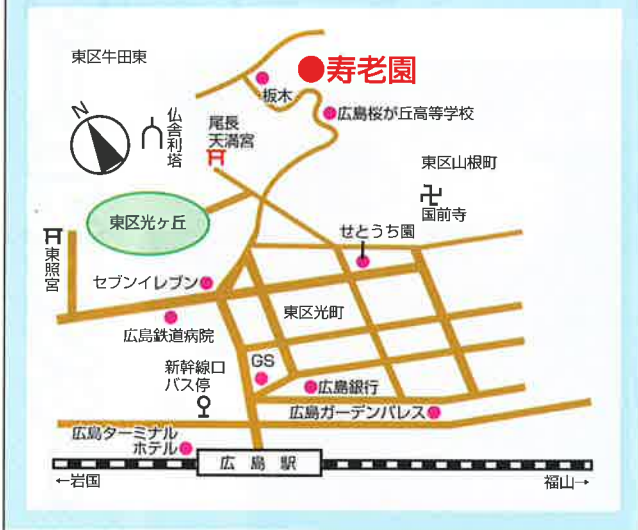 東区牛田東
寿老園
板木
広島桜が丘高等学校
N
仏舎利塔
尾長
天満宮
東区山根町
国前寺
東区光ヶ丘
せとうち園
東照宮
セブンイレブン
東区光町
広島鉄道病院
新幹線口
バス停
GS
広島銀行
広島ガーデンパレス
広島ターミナル
ホテル
広島駅
←岩国
福山→